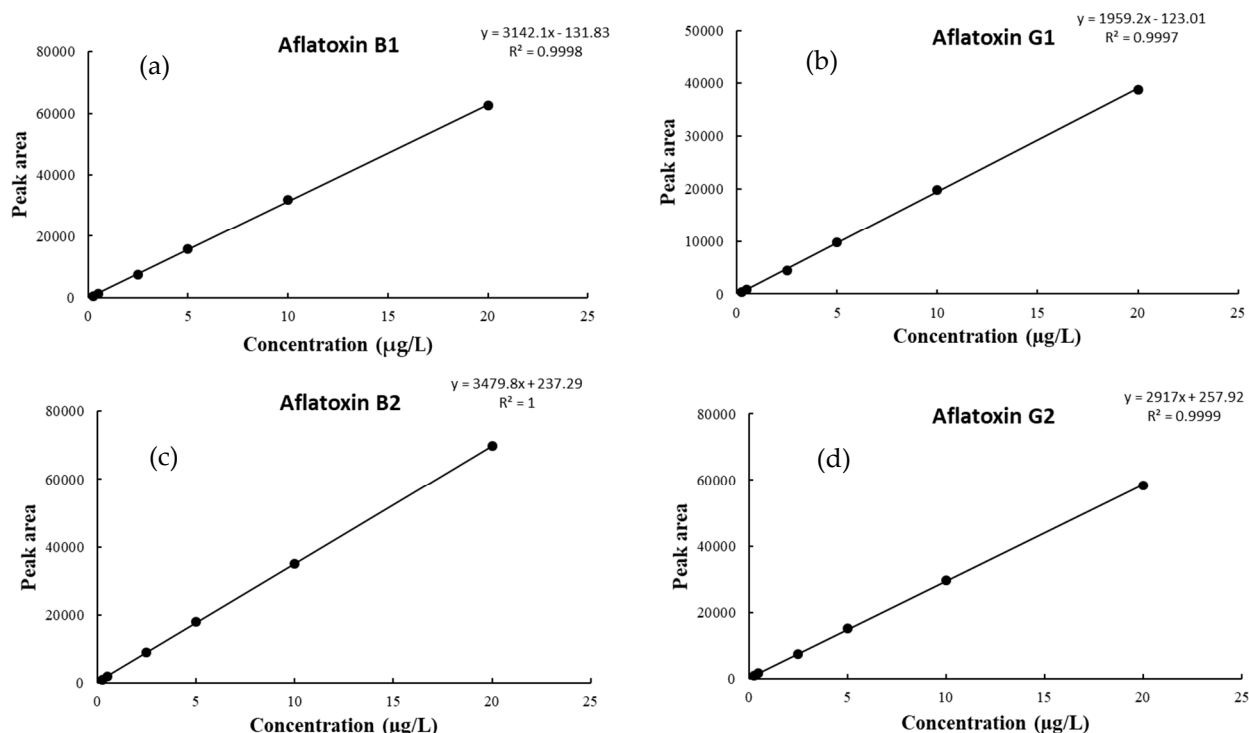 Aflatoxin B1
y = 3142.1x - 131.83
R² = 0.9998
(a)
80000
60000
40000
20000
0
Peak area
0 5 10 15 20 25
Concentration (µg/L)
Aflatoxin G1
y = 1959.2x - 123.01
R² = 0.9997
(b)
50000
40000
30000
20000
10000
0
Peak area
0 5 10 15 20 25
Concentration (µg/L)
Aflatoxin B2
y = 3479.8x + 237.29
R² = 1
(c)
80000
60000
40000
20000
0
Peak area
0 5 10 15 20 25
Concentration (µg/L)
Aflatoxin G2
y = 2917x + 257.92
R² = 0.9999
(d)
80000
60000
40000
20000
0
Peak area
0 5 10 15 20 25
Concentration (µg/L)